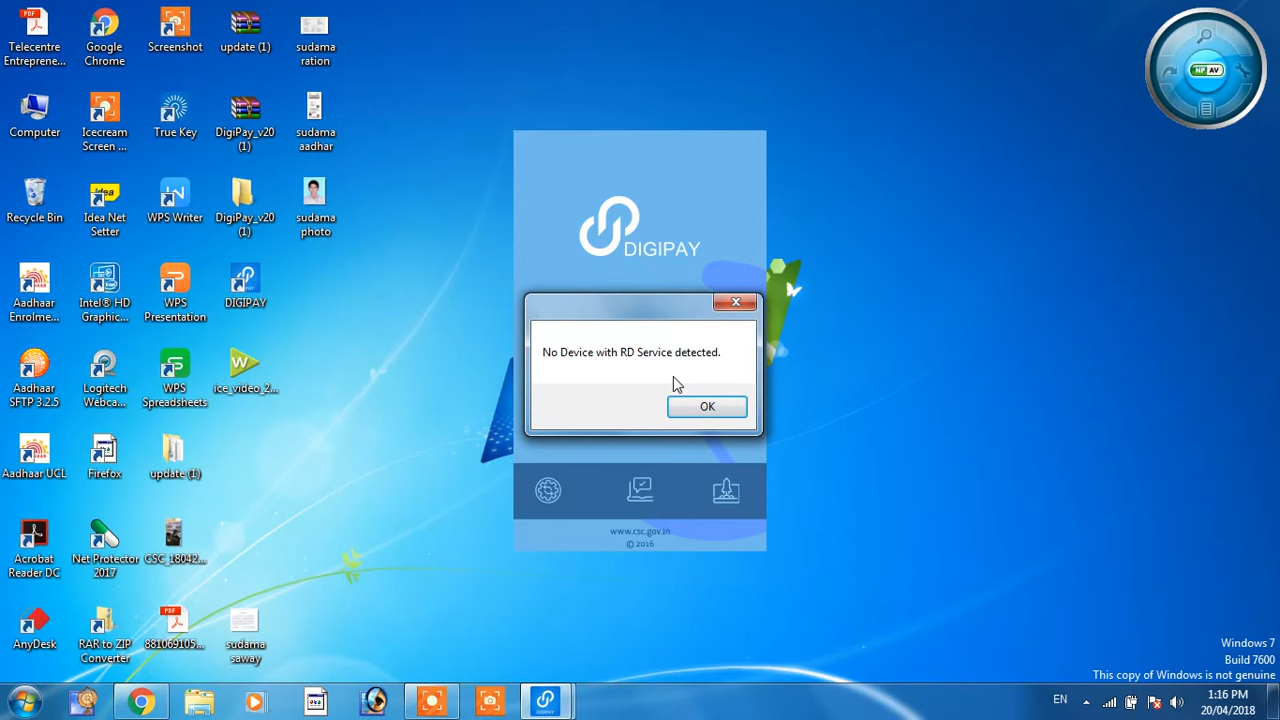 Telecentre
Entreprene...
Google
Chrome
Screenshot
update (1)
sudama
ration
Computer
Icecream
Screen ...
True Key
DigiPay_v20
(1)
sudama
aadhar
Recycle Bin
idea
Idea Net
Setter
WPS Writer
DigiPay_v20
(1)
sudama
photo
Aadhaar
Enrolme...
Intel® HD
Graphic...
WPS
Presentation
DIGIPAY
Aadhaar
SFTP 3.2.5
Logitech
Webca...
WPS
Spreadsheets
ice_video_2...
Aadhaar UCL
Firefox
update (1)
Acrobat
Reader DC
Net Protector
2017
CSC_18042...
AnyDesk
RAR to ZIP
Converter
PDF
881069105...
sudama
saway
DIGIPAY
No Device with RD Service detected.
OK
www.csc.gov.in
© 2016
NP AV
Windows 7
Build 7600
This copy of Windows is not genuine
EN
1:16 PM
20/04/2018